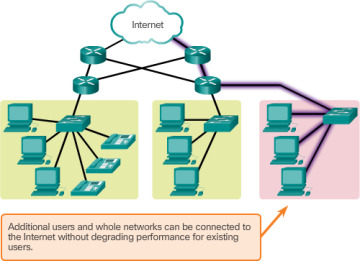 Internet
Additional users and whole networks can be connected to
the Internet without degrading performance for existing
users.